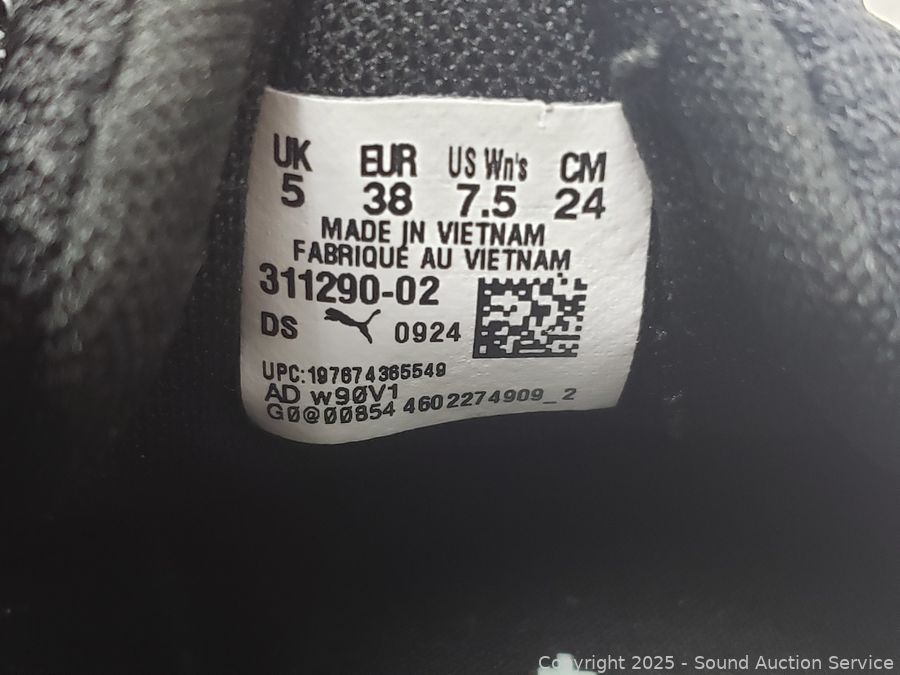 UK EUR US Wn's CM
5 38 7.5 24
MADE IN VIETNAM
FABRIQUE AU VIETNAM
311290-02
DS 0924
UPC:197674365549
AD w90V1
G0@00854 4602274909_2
Copyright 2025 - Sound Auction Service